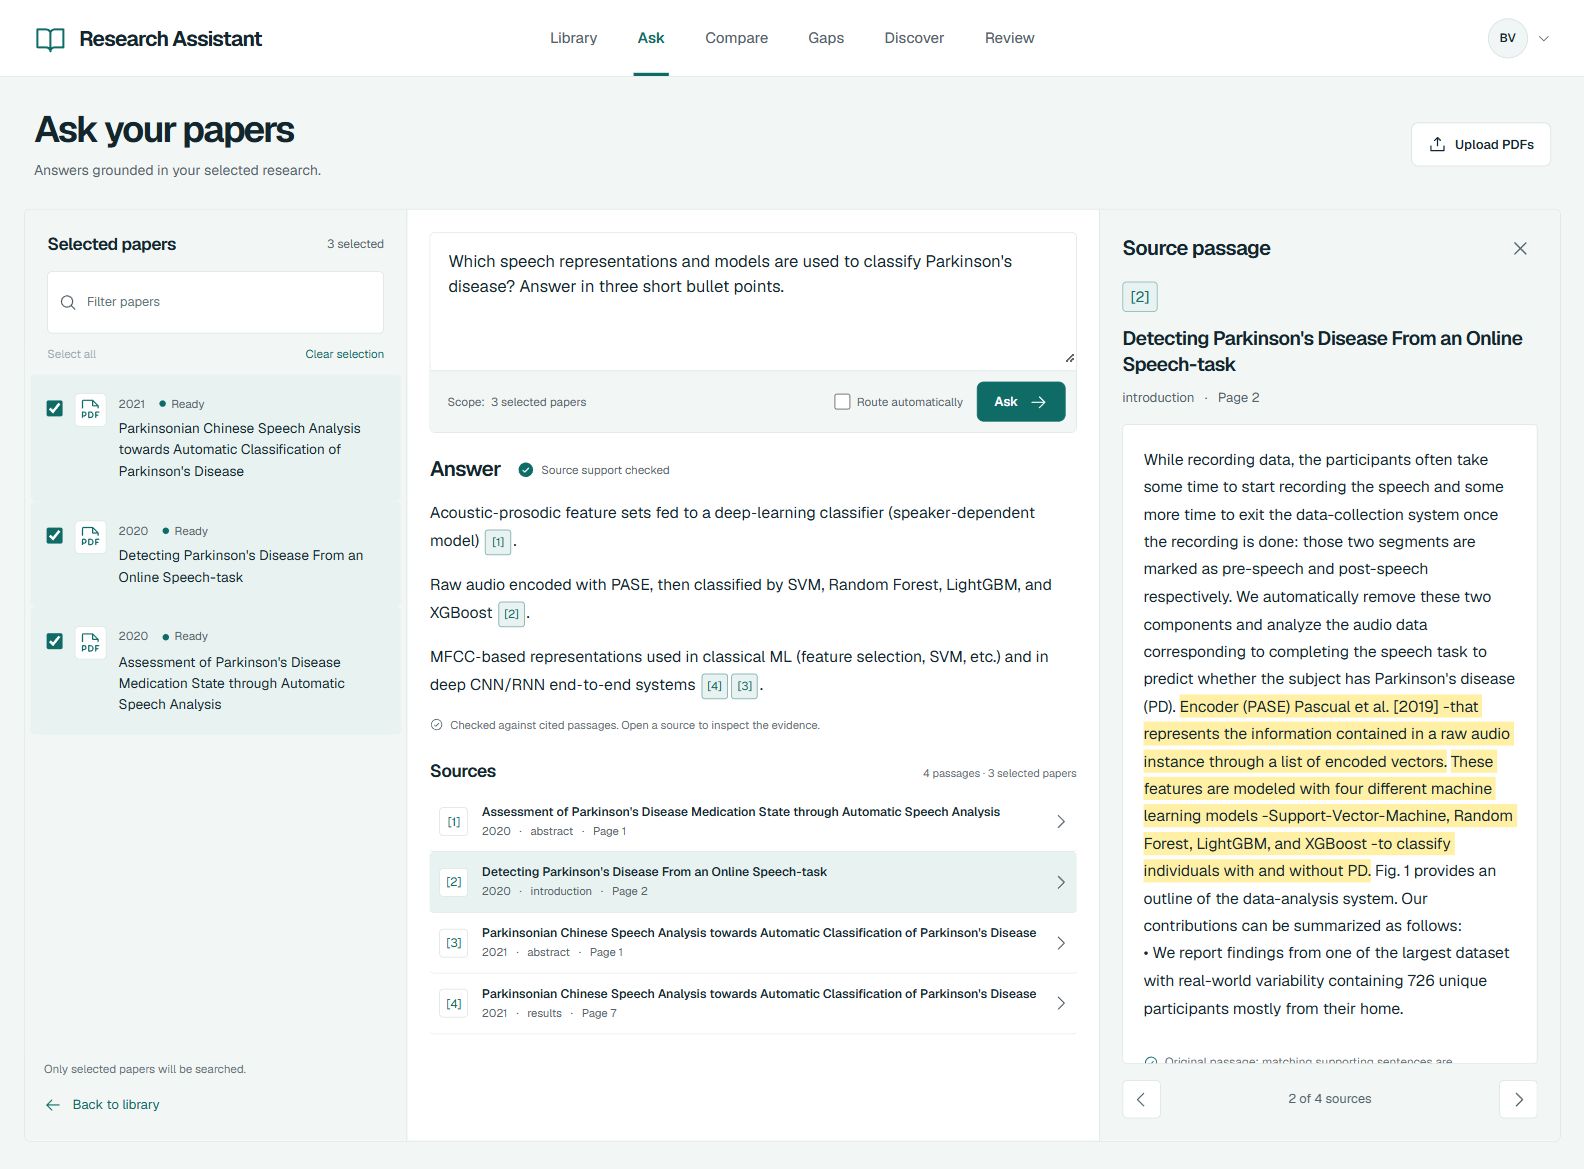 Research Assistant
Library
Ask
Compare
Gaps
Discover
Review
BV
Ask your papers
Answers grounded in your selected research.
Upload PDFs
Selected papers
3 selected
Filter papers
Select all
Clear selection
PDF
2021
Ready
Parkinsonian Chinese Speech Analysis
towards Automatic Classification of
Parkinson's Disease
PDF
2020
Ready
Detecting Parkinson's Disease From an
Online Speech-task
PDF
2020
Ready
Assessment of Parkinson's Disease
Medication State through Automatic
Speech Analysis
Only selected papers will be searched.
Back to library
Which speech representations and models are used to classify Parkinson's
disease? Answer in three short bullet points.
Scope: 3 selected papers
Route automatically
Ask
Answer
Source support checked
Acoustic-prosodic feature sets fed to a deep-learning classifier (speaker-dependent
model) [1].
Raw audio encoded with PASE, then classified by SVM, Random Forest, LightGBM, and
XGBoost [2].
MFCC-based representations used in classical ML (feature selection, SVM, etc.) and in
deep CNN/RNN end-to-end systems [4] [3].
Checked against cited passages. Open a source to inspect the evidence.
Sources
4 passages · 3 selected papers
[1]
Assessment of Parkinson's Disease Medication State through Automatic Speech Analysis
2020 · abstract · Page 1
[2]
Detecting Parkinson's Disease From an Online Speech-task
2020 · introduction · Page 2
[3]
Parkinsonian Chinese Speech Analysis towards Automatic Classification of Parkinson's Disease
2021 · abstract · Page 1
[4]
Parkinsonian Chinese Speech Analysis towards Automatic Classification of Parkinson's Disease
2021 · results · Page 7
Source passage
[2]
Detecting Parkinson's Disease From an Online
Speech-task
introduction · Page 2
While recording data, the participants often take
some time to start recording the speech and some
more time to exit the data-collection system once
the recording is done: those two segments are
marked as pre-speech and post-speech
respectively. We automatically remove these two
components and analyze the audio data
corresponding to completing the speech task to
predict whether the subject has Parkinson's disease
(PD). Encoder (PASE) Pascual et al. [2019] -that
represents the information contained in a raw audio
instance through a list of encoded vectors. These
features are modeled with four different machine
learning models -Support-Vector-Machine, Random
Forest, LightGBM, and XGBoost -to classify
individuals with and without PD. Fig. 1 provides an
outline of the data-analysis system. Our
contributions can be summarized as follows:
• We report findings from one of the largest dataset
with real-world variability containing 726 unique
participants mostly from their home.
Original passage; matching supporting sentences are
2 of 4 sources